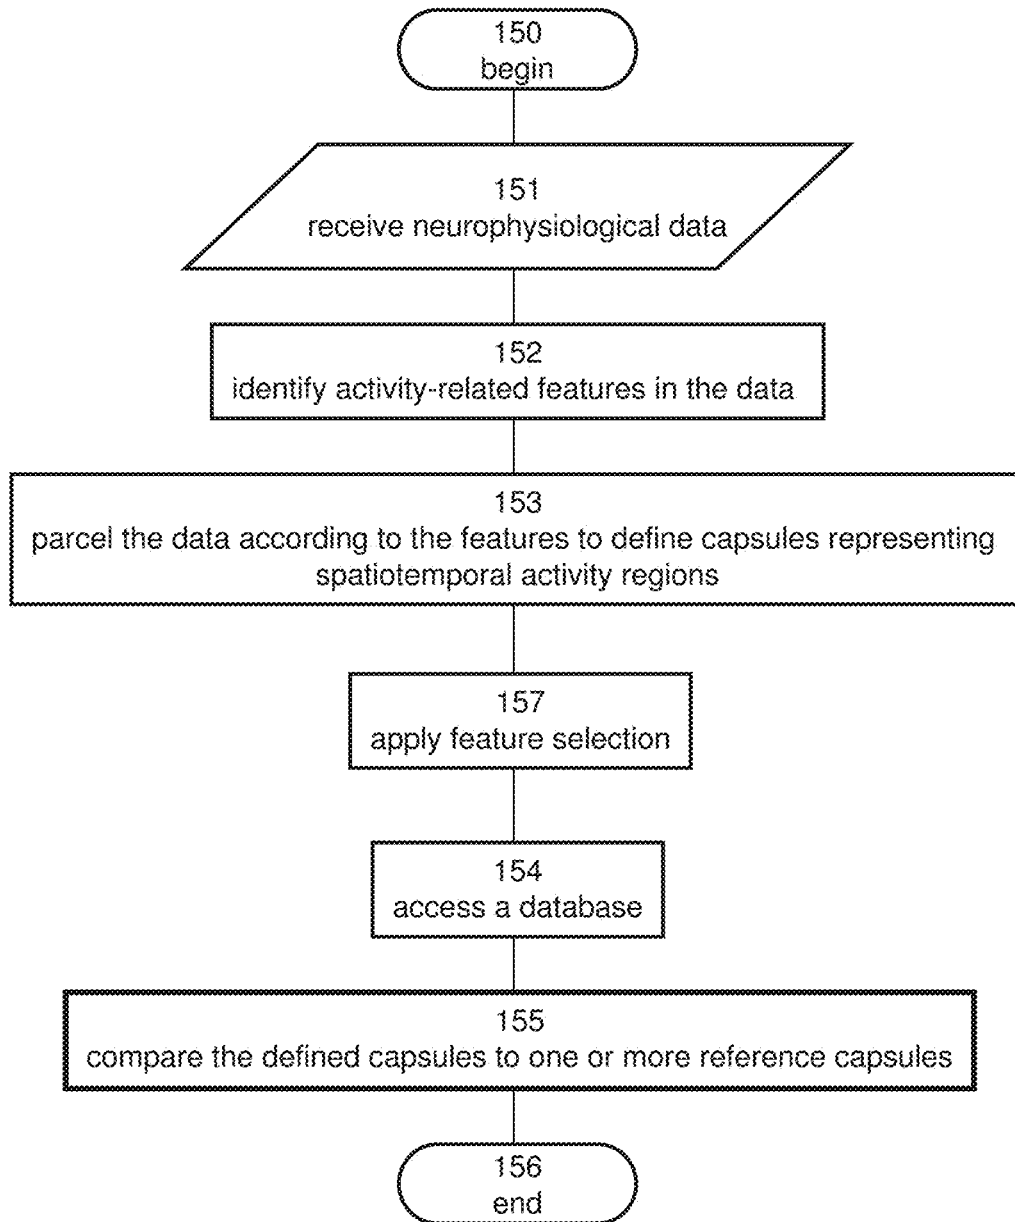 150
begin
151
receive neurophysiological data
152
identify activity-related features in the data
153
parcel the data according to the features to define capsules representing
spatiotemporal activity regions
157
apply feature selection
154
access a database
155
compare the defined capsules to one or more reference capsules
156
end